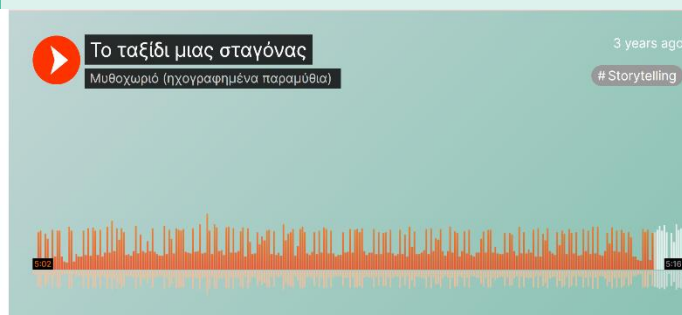 Το ταξίδι μιας σταγόνας
3 years ago
Μυθοχωριό (ηχογραφημένα παραμύθια)
# Storytelling
5:02
5:16